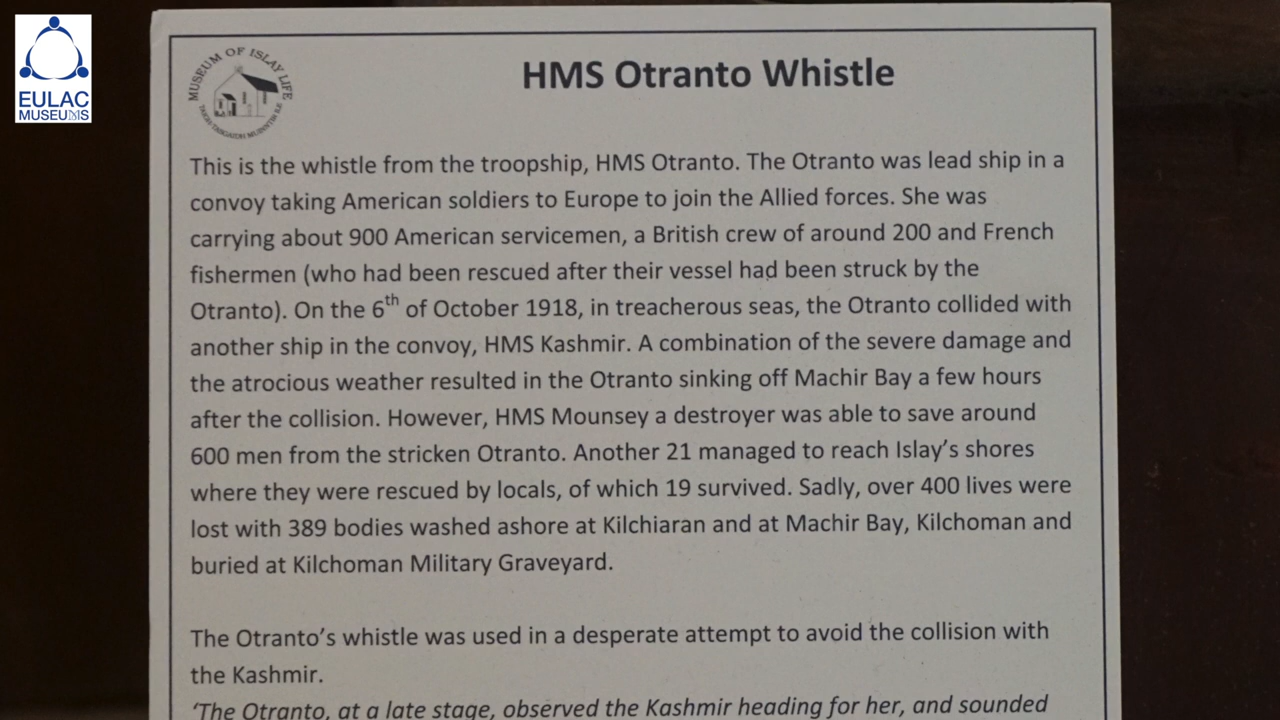 EULAC
MUSEUMS
MUSEUM OF ISLAY LIFE
HMS Otranto Whistle
This is the whistle from the troopship, HMS Otranto. The Otranto was lead ship in a
convoy taking American soldiers to Europe to join the Allied forces. She was
carrying about 900 American servicemen, a British crew of around 200 and French
fishermen (who had been rescued after their vessel had been struck by the
Otranto). On the 6th of October 1918, in treacherous seas, the Otranto collided with
another ship in the convoy, HMS Kashmir. A combination of the severe damage and
the atrocious weather resulted in the Otranto sinking off Machir Bay a few hours
after the collision. However, HMS Mounsey a destroyer was able to save around
600 men from the stricken Otranto. Another 21 managed to reach Islay’s shores
where they were rescued by locals, of which 19 survived. Sadly, over 400 lives were
lost with 389 bodies washed ashore at Kilchiaran and at Machir Bay, Kilchoman and
buried at Kilchoman Military Graveyard.
The Otranto’s whistle was used in a desperate attempt to avoid the collision with
the Kashmir.
‘The Otranto, at a late stage, observed the Kashmir heading for her, and sounded